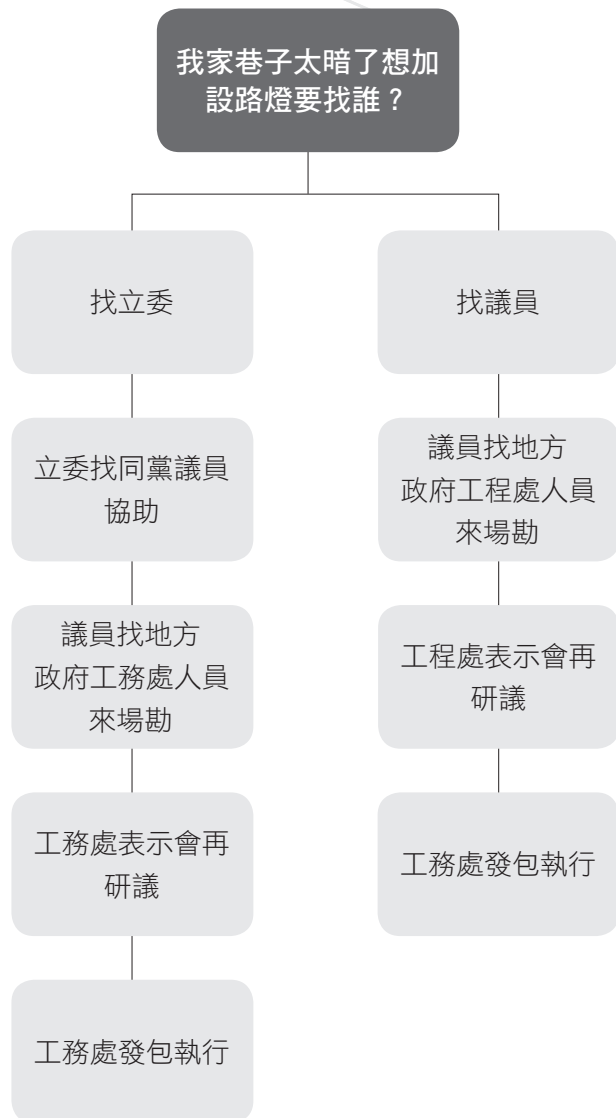 我家巷子太暗了想加
設路燈要找誰？
找立委
立委找同黨議員
協助
議員找地方
政府工務處人員
來場勘
工務處表示會再
研議
工務處發包執行
找議員
議員找地方
政府工程處人員
來場勘
工程處表示會再
研議
工務處發包執行